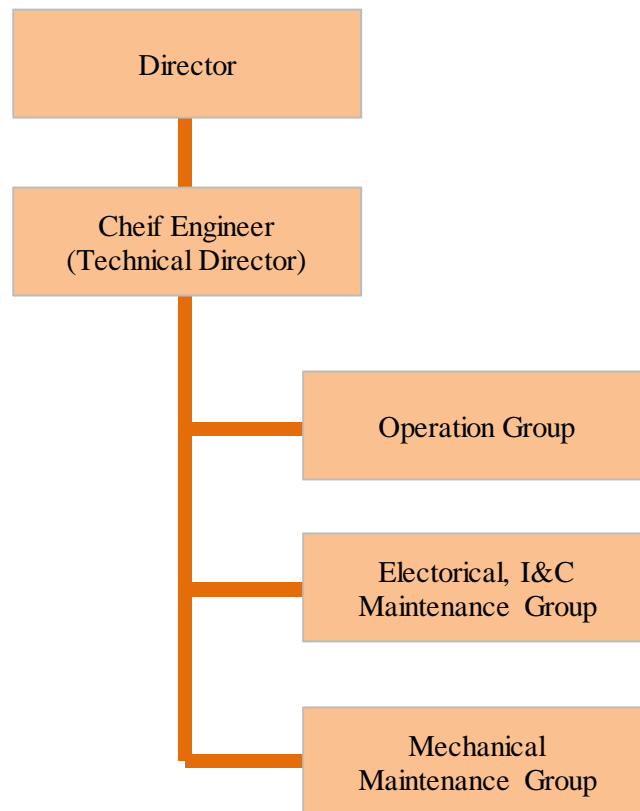 Director
Cheif Engineer
(Technical Director)
Operation Group
Electorical, I&C
Maintenance Group
Mechanical
Maintenance Group